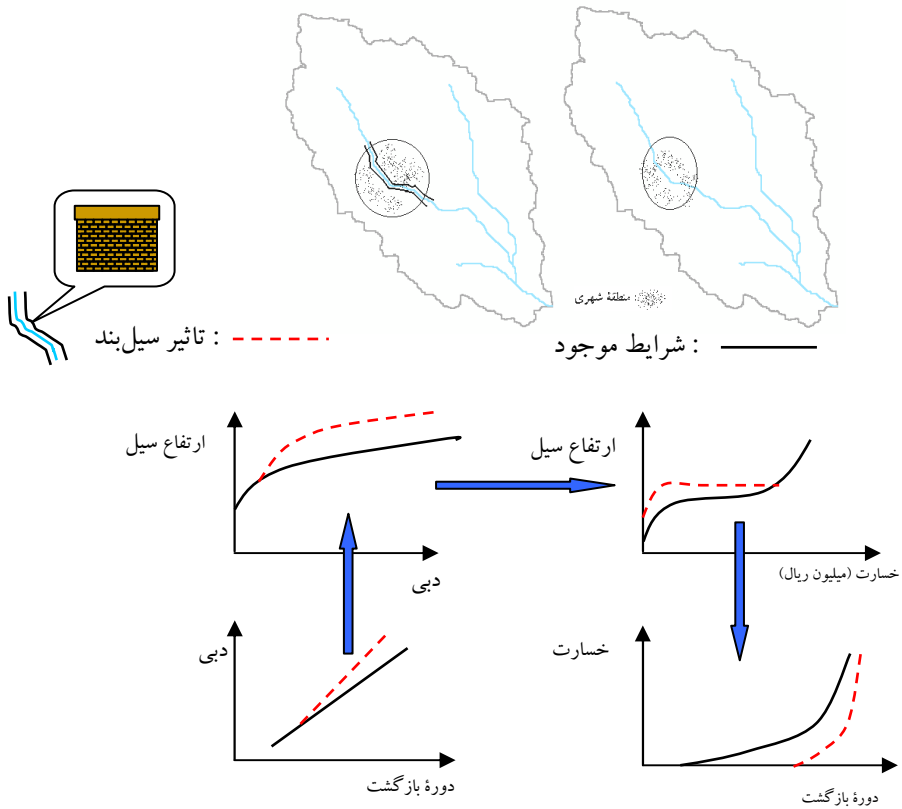 منطقهٔ شهری
: شرایط موجود
: تاثیر سیل‌بند
ارتفاع سیل
ارتفاع سیل
دبی
خسارت (میلیون ریال)
دبی
خسارت
دورهٔ بازگشت
دورهٔ بازگشت